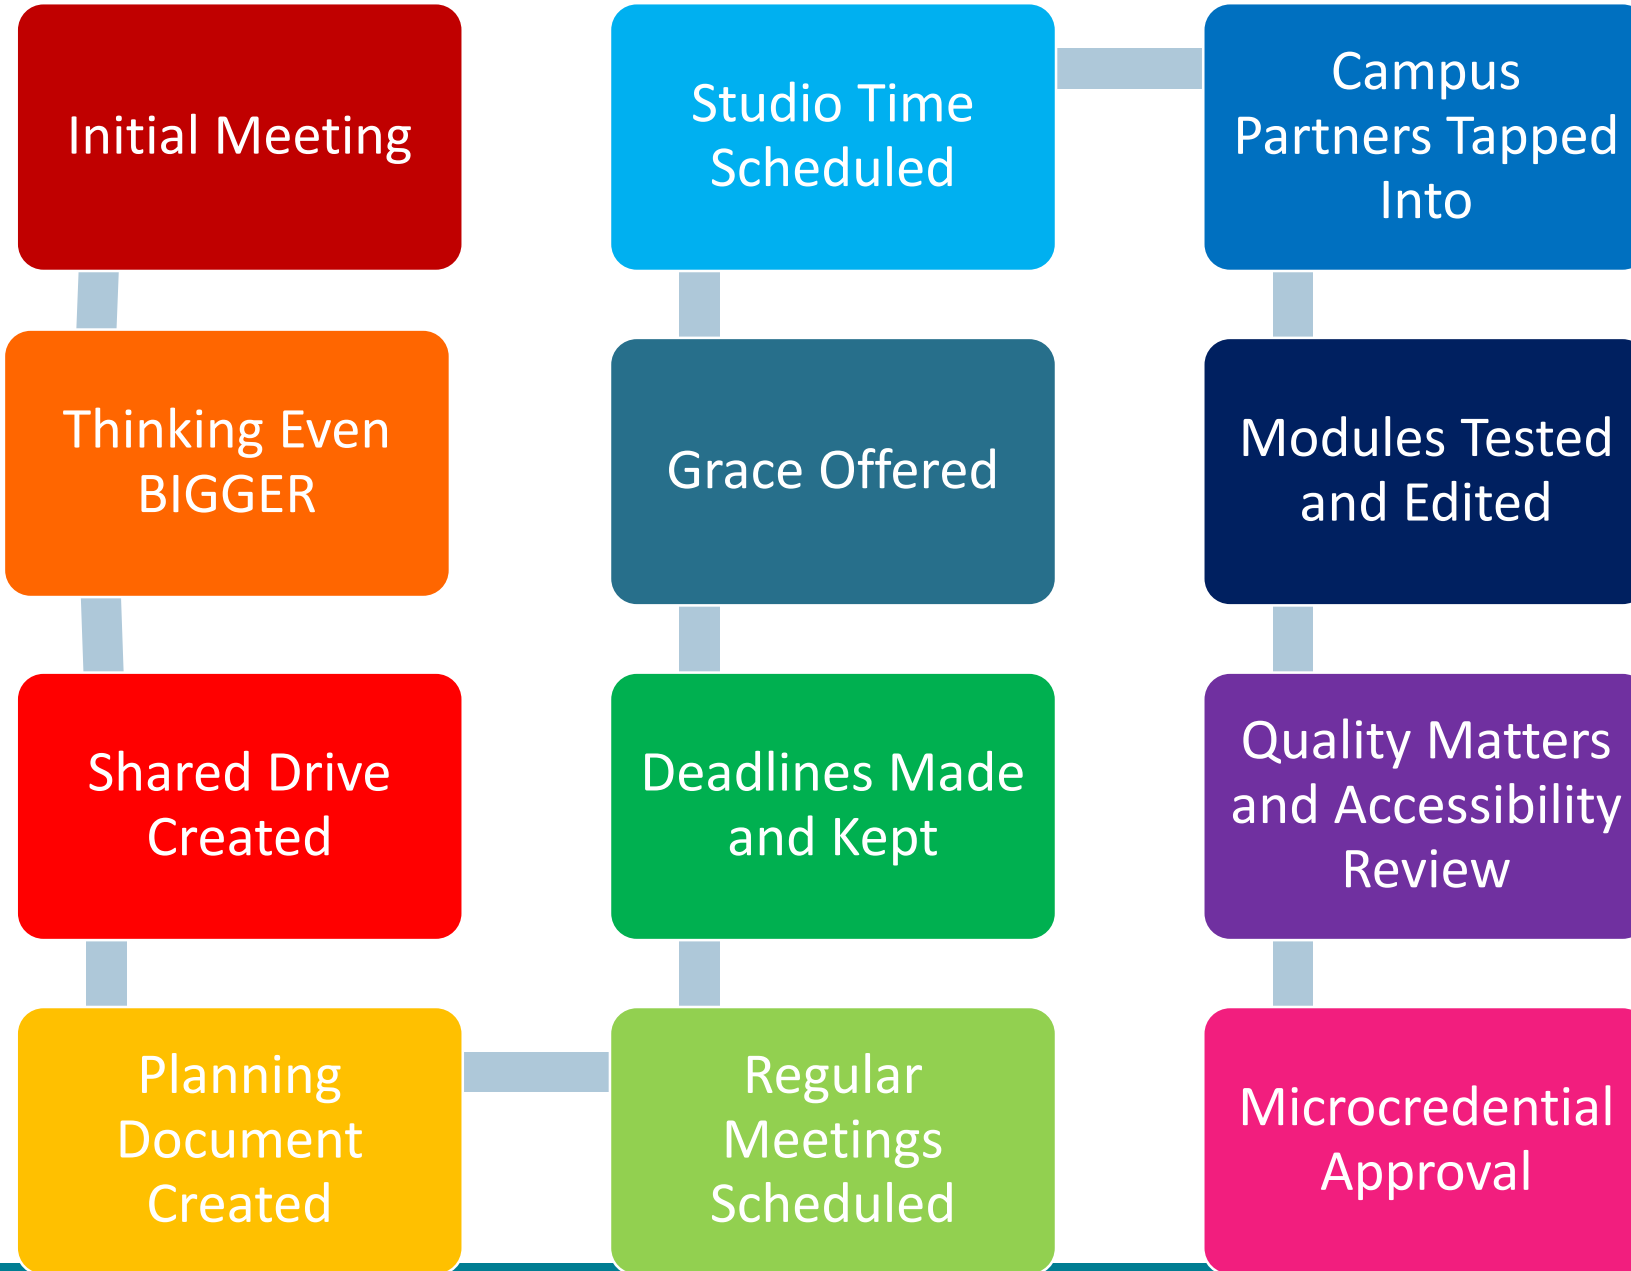 Initial Meeting
Thinking Even
BIGGER
Shared Drive
Created
Planning
Document
Created
Regular
Meetings
Scheduled
Deadlines Made
and Kept
Grace Offered
Studio Time
Scheduled
Campus
Partners Tapped
Into
Modules Tested
and Edited
Quality Matters
and Accessibility
Review
Microcredential
Approval